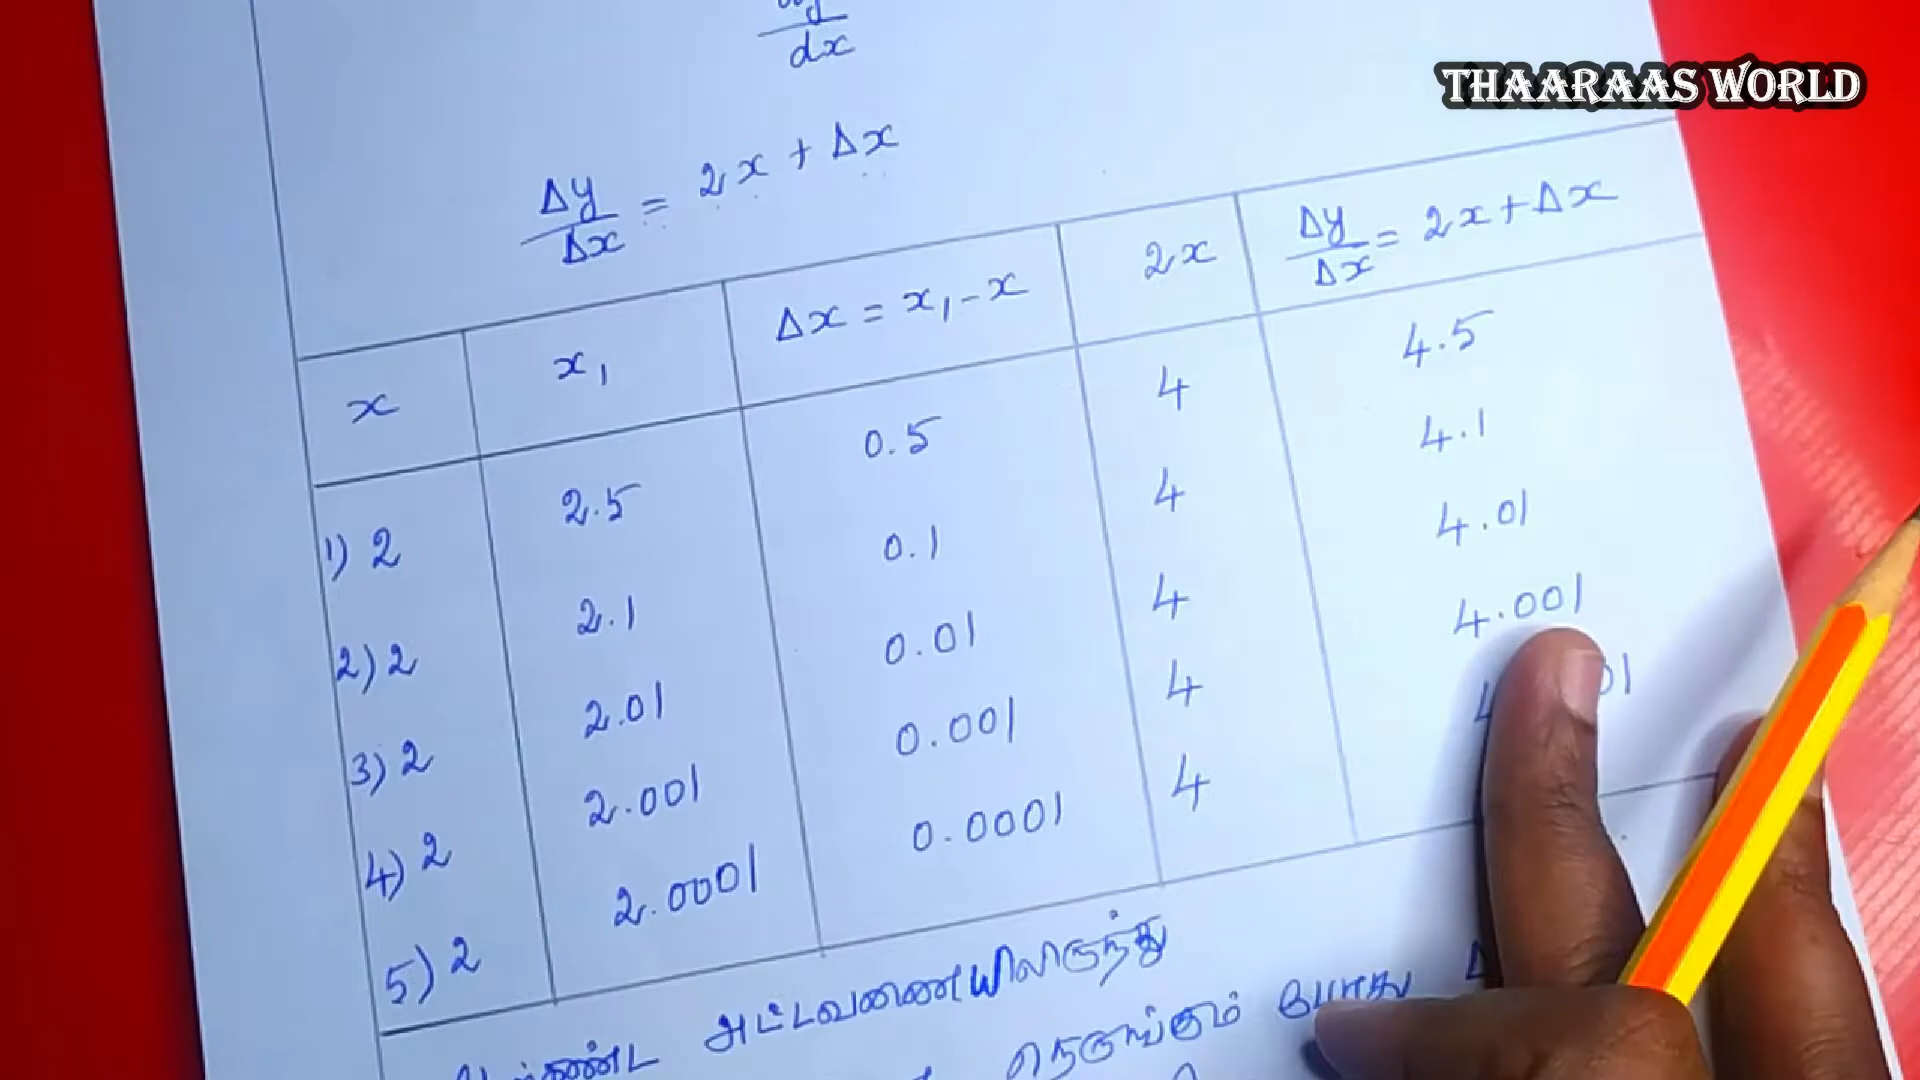 dx
THAARAAS WORLD
Δy/Δx = 2x + Δx
x x₁ Δx = x₁ - x 2x Δy/Δx = 2x + Δx
1) 2 2.5 0.5 4 4.5
2) 2 2.1 0.1 4 4.1
3) 2 2.01 0.01 4 4.01
4) 2 2.001 0.001 4 4.001
5) 2 2.0001 0.0001 4
அட்டவணையிலிருந்து
நெருங்கும் போது